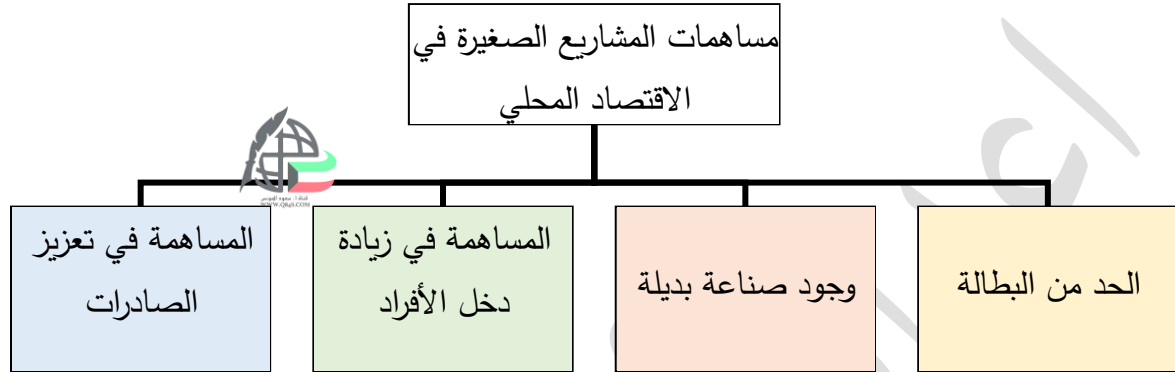 مساهمات المشاريع الصغيرة في
الاقتصاد المحلي
الحد من البطالة
وجود صناعة بديلة
المساهمة في زيادة
دخل الأفراد
المساهمة في تعزيز
الصادرات